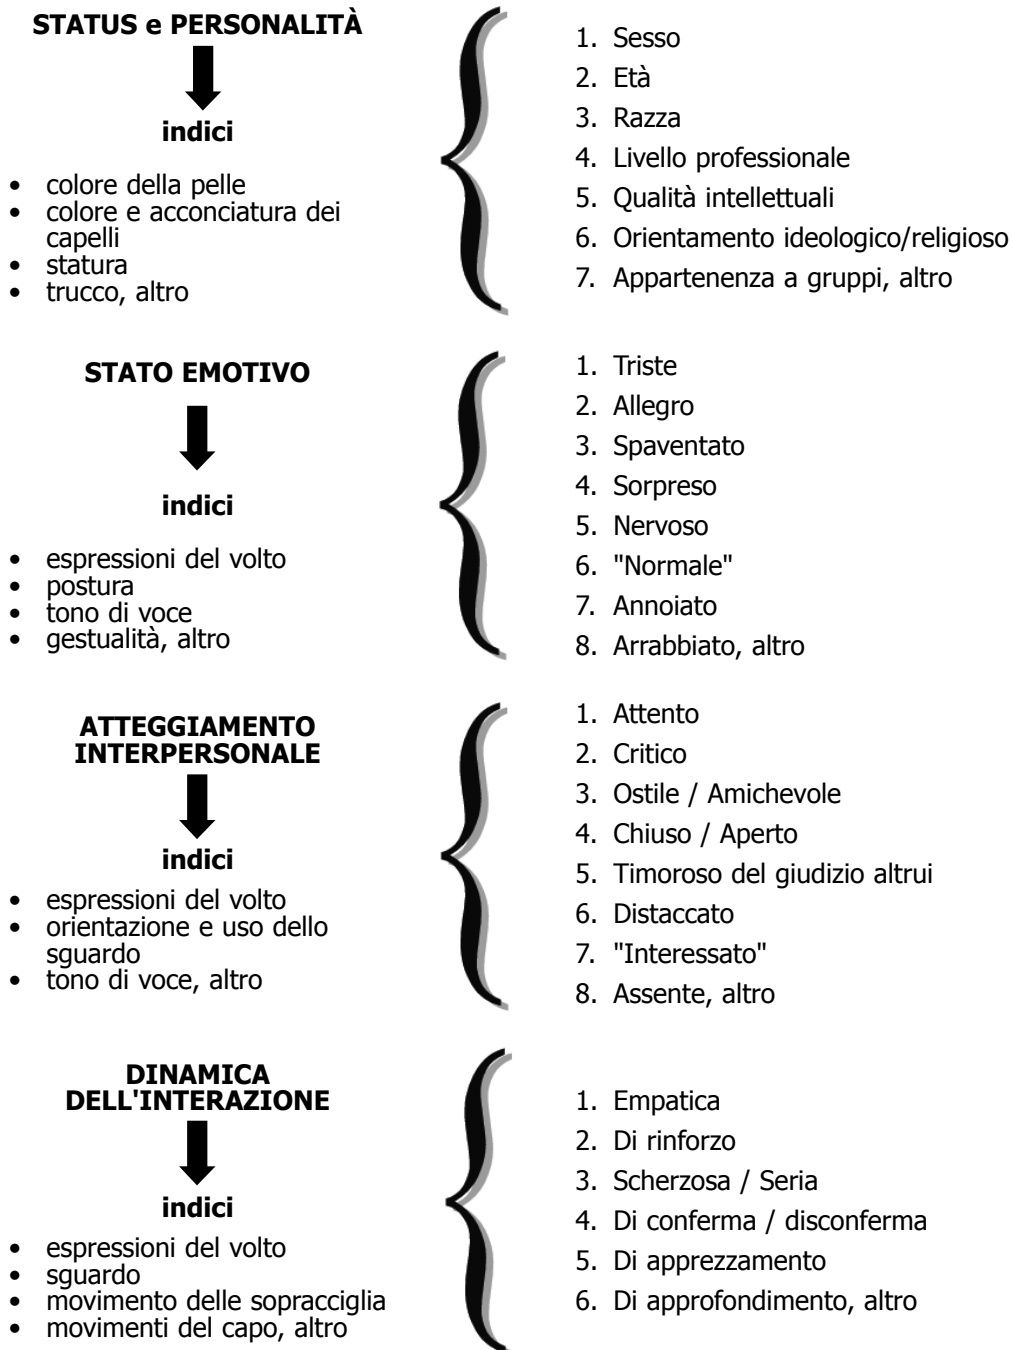 STATUS e PERSONALITÀ
indici
• colore della pelle
• colore e acconciatura dei
capelli
• statura
• trucco, altro
1. Sesso
2. Età
3. Razza
4. Livello professionale
5. Qualità intellettuali
6. Orientamento ideologico/religioso
7. Appartenenza a gruppi, altro
STATO EMOTIVO
indici
• espressioni del volto
• postura
• tono di voce
• gestualità, altro
1. Triste
2. Allegro
3. Spaventato
4. Sorpreso
5. Nervoso
6. "Normale"
7. Annoiato
8. Arrabbiato, altro
ATTEGGIAMENTO
INTERPERSONALE
indici
• espressioni del volto
• orientazione e uso dello
sguardo
• tono di voce, altro
1. Attento
2. Critico
3. Ostile / Amichevole
4. Chiuso / Aperto
5. Timoroso del giudizio altrui
6. Distaccato
7. "Interessato"
8. Assente, altro
DINAMICA
DELL'INTERAZIONE
indici
• espressioni del volto
• sguardo
• movimento delle sopracciglia
• movimenti del capo, altro
1. Empatica
2. Di rinforzo
3. Scherzosa / Seria
4. Di conferma / disconferma
5. Di apprezzamento
6. Di approfondimento, altro